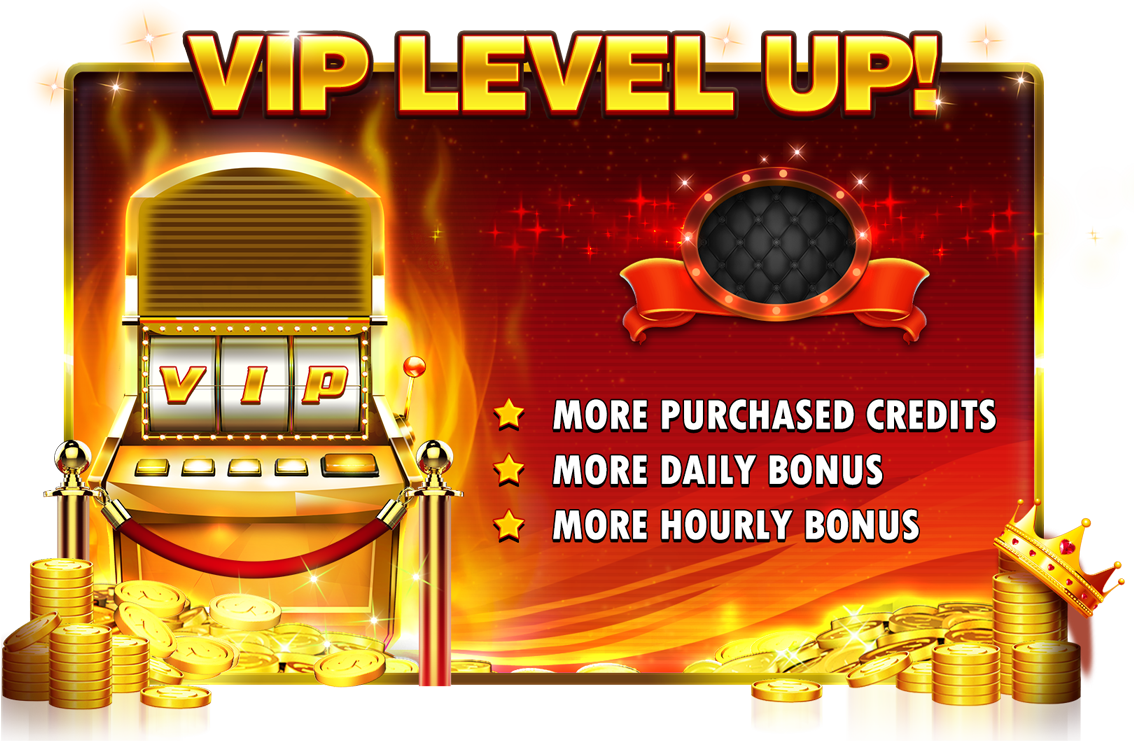 VIP LEVEL UP!
VIP
MORE PURCHASED CREDITS
MORE DAILY BONUS
MORE HOURLY BONUS